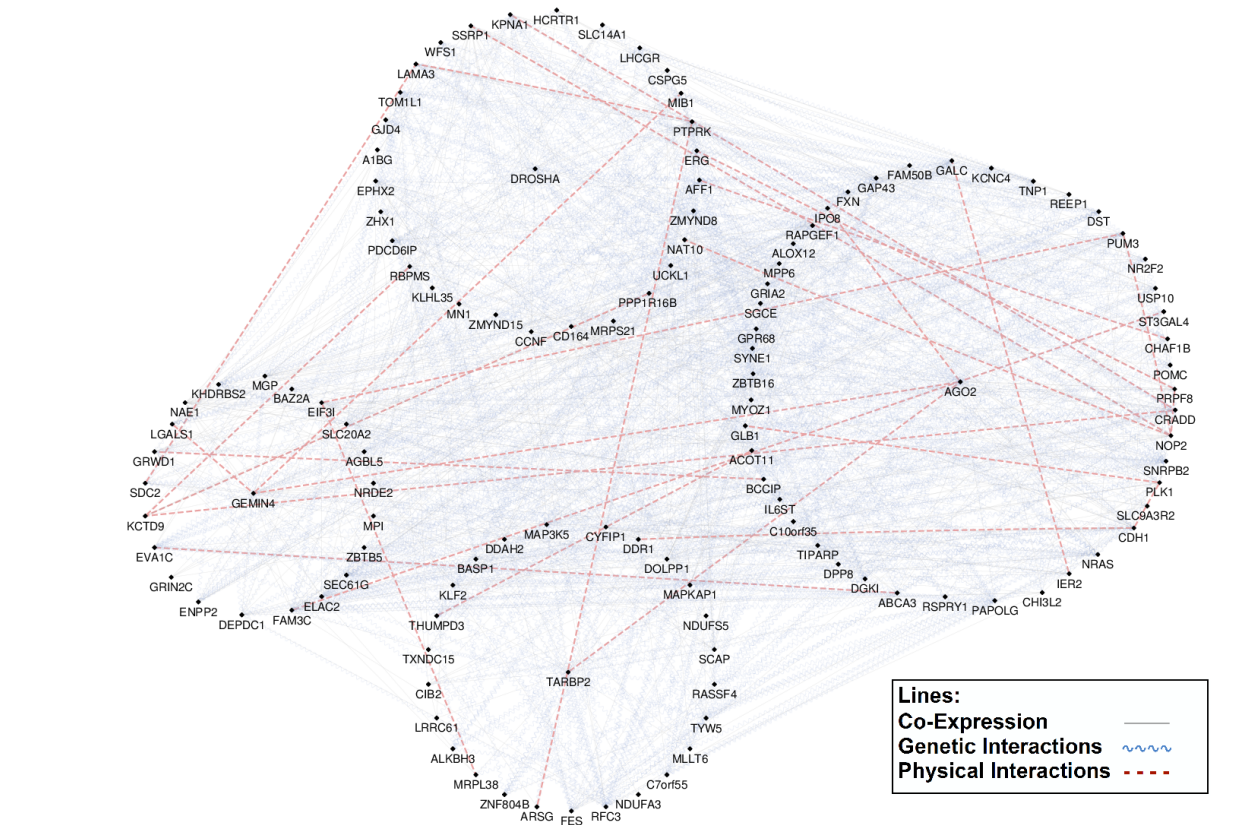 HCRTR1
KPNA1
SSRP1
SLC14A1
WFS1
LHCGR
LAMA3
CSPG5
TOM1L1
MIB1
GJD4
PTPRK
A1BG
ERG
DROSHA
EPHX2
AFF1
ZHX1
ZMYND8
PDCD6IP
NAT10
RBPMS
UCKL1
KLHL35
PPP1R16B
MN1
ZMYND15
CCNF
CD164
MRPS21
GALC
FAM50B
KCNC4
GAP43
TNP1
FXN
REEP1
IPO8
DST
RAPGEF1
PUM3
ALOX12
NR2F2
MPP6
USP10
GRIA2
ST3GAL4
SGCE
CHAF1B
GPR68
POMC
SYNE1
PRPF8
ZBTB16
AGO2
CRADD
MYOZ1
NOP2
GLB1
SNRPB2
ACOT11
PLK1
BCCIP
SLC9A3R2
IL6ST
CDH1
C10orf35
NRAS
TIPARP
IER2
DPP8
CHI3L2
DGKI
PAPOLG
ABCA3
RSPRY1
MGP
KHDRBS2
BAZ2A
NAE1
EIF3I
LGALS1
SLC20A2
GRWD1
AGBL5
SDC2
NRDE2
GEMIN4
KCTD9
MPI
EVA1C
ZBTB5
GRIN2C
SEC61G
ENPP2
ELAC2
DEPDC1
FAM3C
MAP3K5
CYFIP1
DDAH2
DDR1
BASP1
DOLPP1
KLF2
MAPKAP1
THUMPD3
NDUFS5
TXNDC15
SCAP
TARBP2
CIB2
RASSF4
LRRC61
TYW5
ALKBH3
MLLT6
MRPL38
C7orf55
ZNF804B
NDUFA3
ARSG
FES
RFC3
Lines:
Co-Expression
Genetic Interactions
Physical Interactions